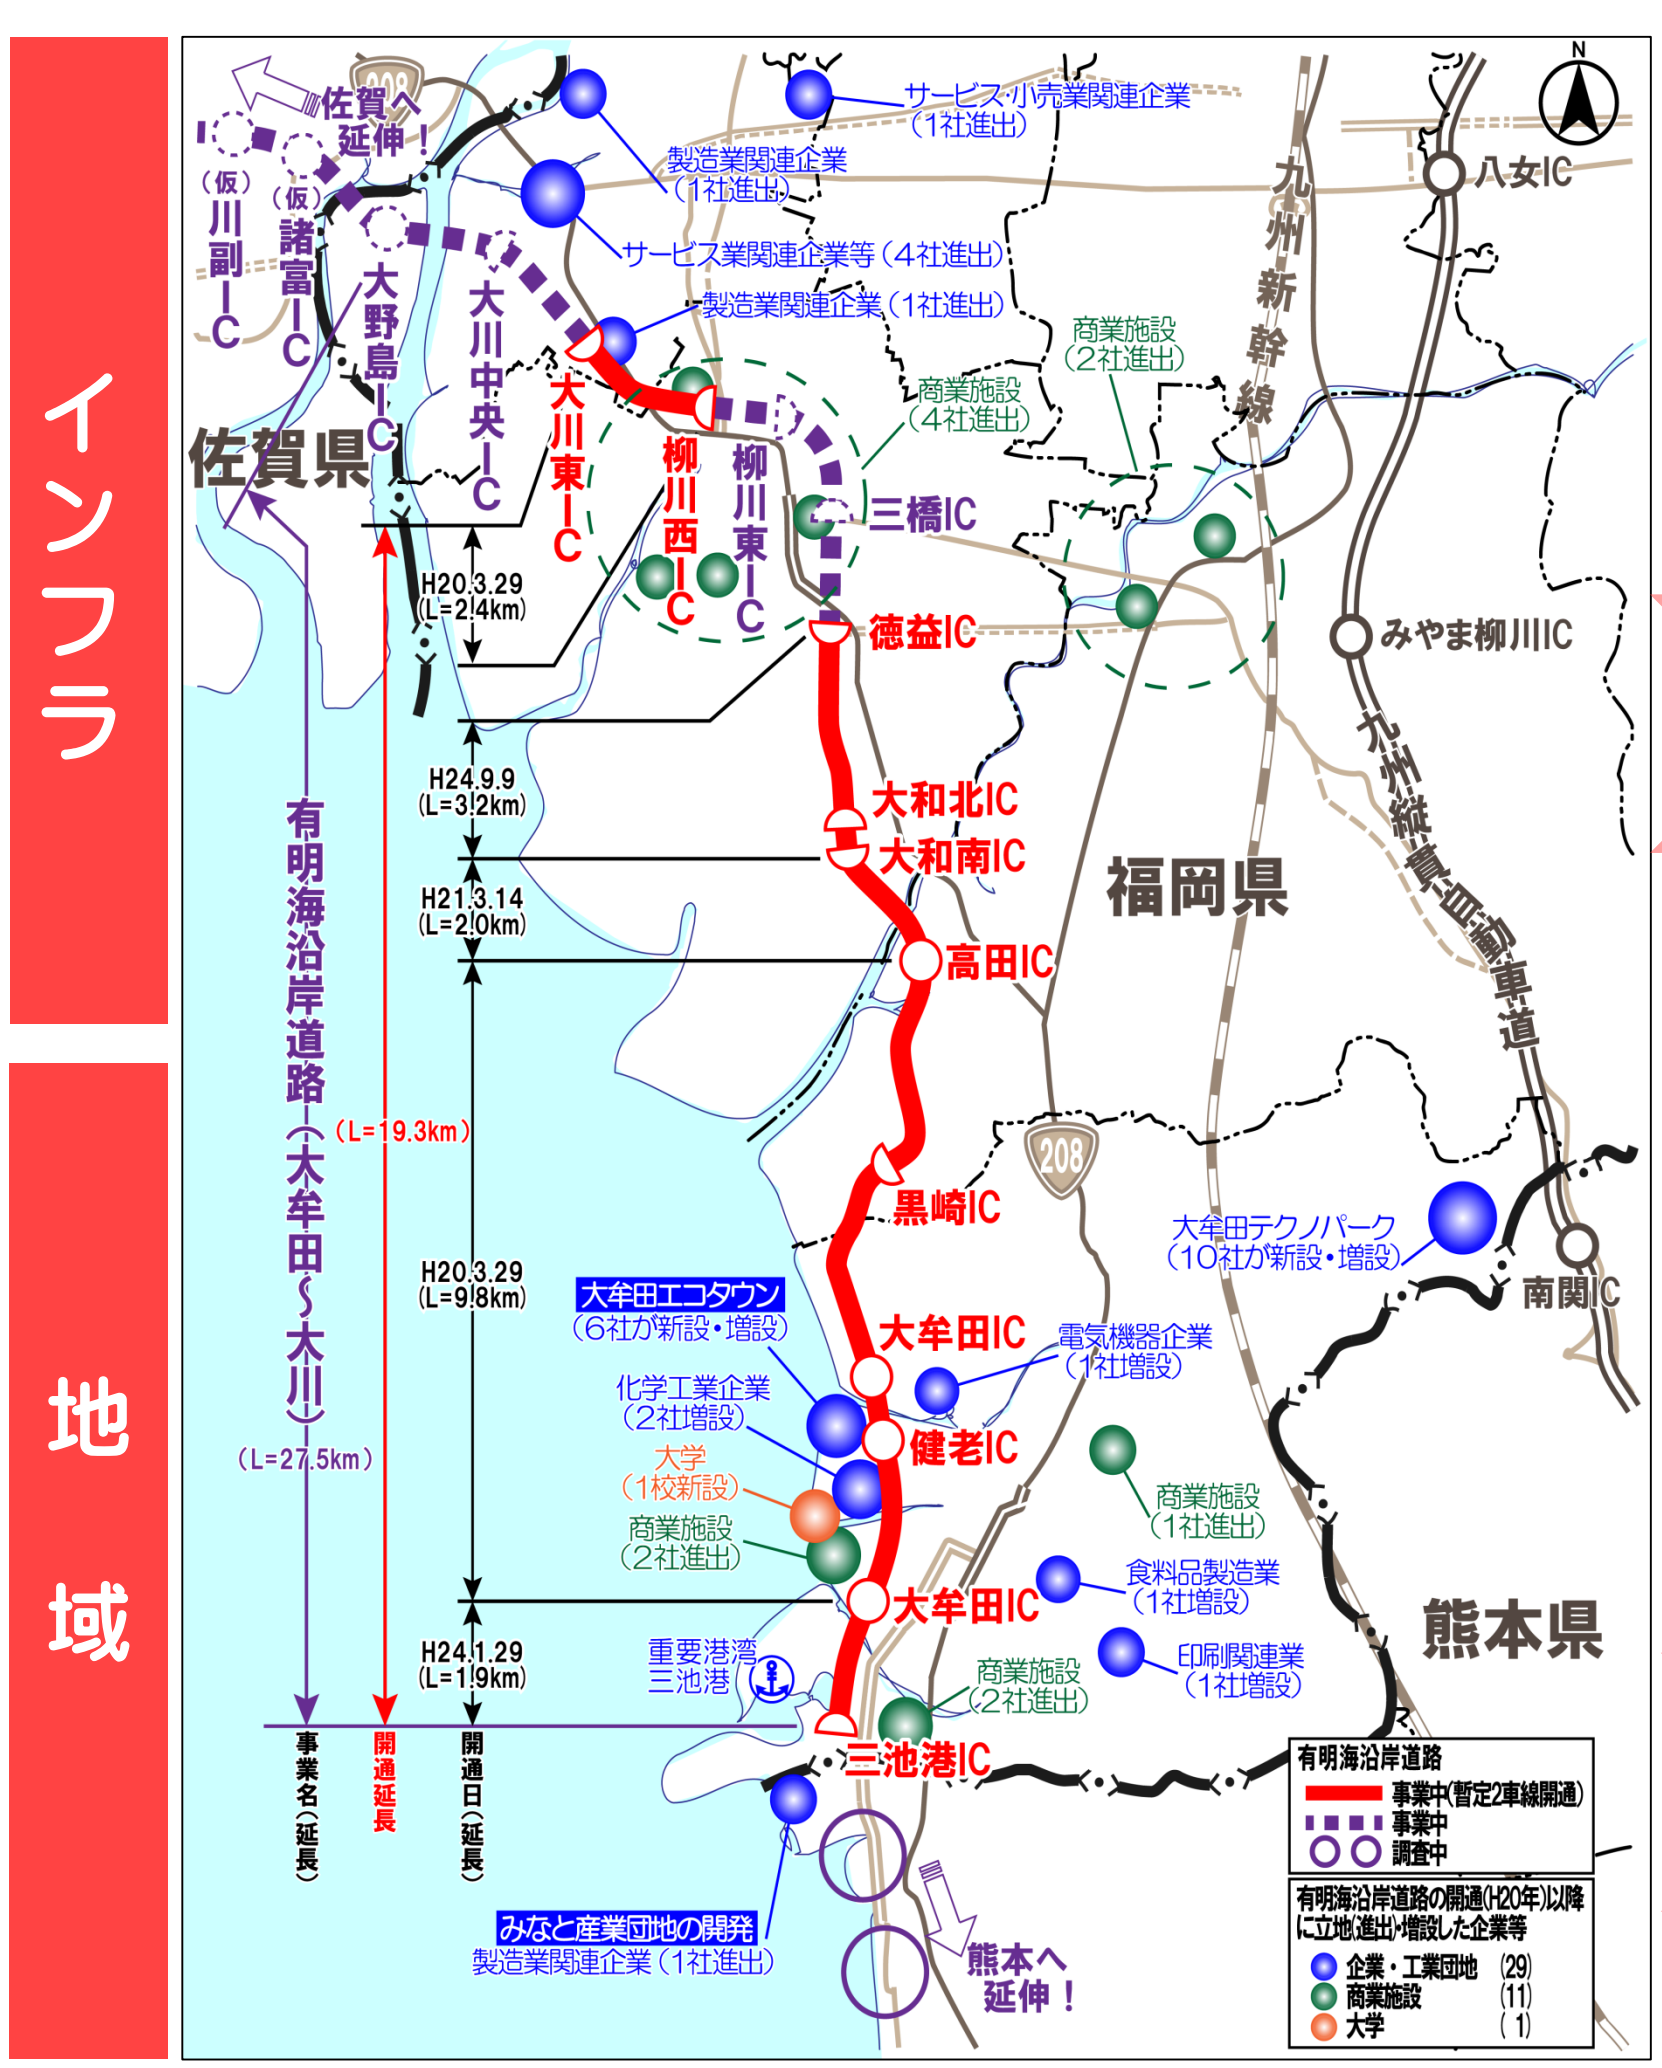 インフラ
地域
佐賀へ
延伸！
208
N
サービス・小売業関連企業
（1社進出）
製造業関連企業
（1社進出）
サービス業関連企業等（4社進出）
製造業関連企業（1社進出）
（仮）
川副IC
（仮）
諸富IC
大野島IC
大川中央IC
大川東IC
柳川西IC
柳川東IC
三橋IC
徳益IC
商業施設
（2社進出）
商業施設
（4社進出）
九州新幹線
八女IC
みやま柳川IC
九州縦貫自動車道
佐賀県
福岡県
熊本県
H20.3.29
（L=2.4km）
H24.9.9
（L=3.2km）
H21.3.14
（L=2.0km）
H20.3.29
（L=9.8km）
H24.1.29
（L=1.9km）
有明海沿岸道路（大牟田～大川）
（L=27.5km）
（L=19.3km）
大和北IC
大和南IC
高田IC
黒崎IC
208
大牟田テクノパーク
（10社が新設・増設）
南関IC
大牟田エコタウン
（6社が新設・増設）
大牟田IC
電気機器企業
（1社増設）
化学工業企業
（2社増設）
健老IC
大学
（1校新設）
商業施設
（2社進出）
商業施設
（1社進出）
食料品製造業
（1社増設）
大牟田IC
印刷関連業
（1社増設）
重要港湾
三池港
商業施設
（2社進出）
三池港IC
事業名（延長）
開通延長
開通日（延長）
みなと産業団地の開発
製造業関連企業（1社進出）
熊本へ
延伸！
有明海沿岸道路
事業中（暫定2車線開通）
事業中
調査中
有明海沿岸道路の開通（H20年）以降
に立地（進出）・増設した企業等
企業・工業団地 （29）
商業施設 （11）
大学 （ 1）